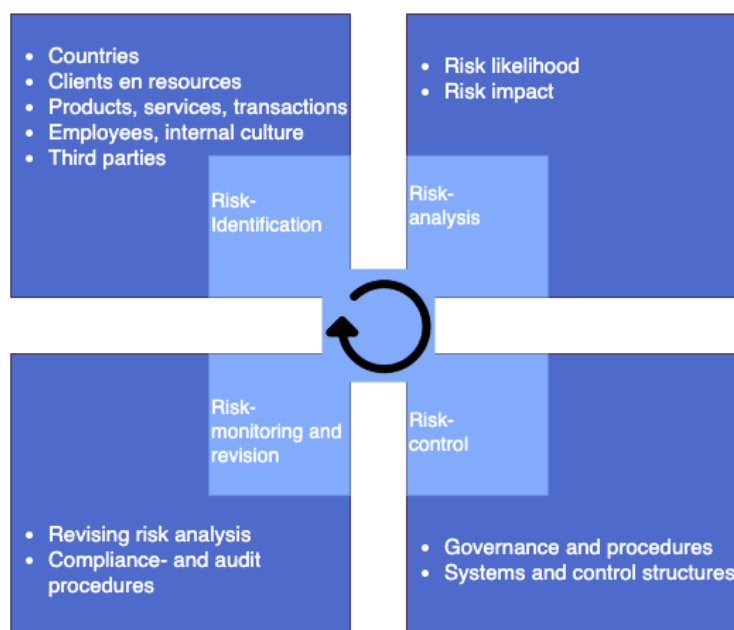 • Countries
• Clients en resources
• Products, services, transactions
• Employees, internal culture
• Third parties
Risk-
Identification
• Risk likelihood
• Risk impact
Risk-
analysis
Risk-
monitoring and
revision
• Revising risk analysis
• Compliance- and audit
procedures
Risk-
control
• Governance and procedures
• Systems and control structures